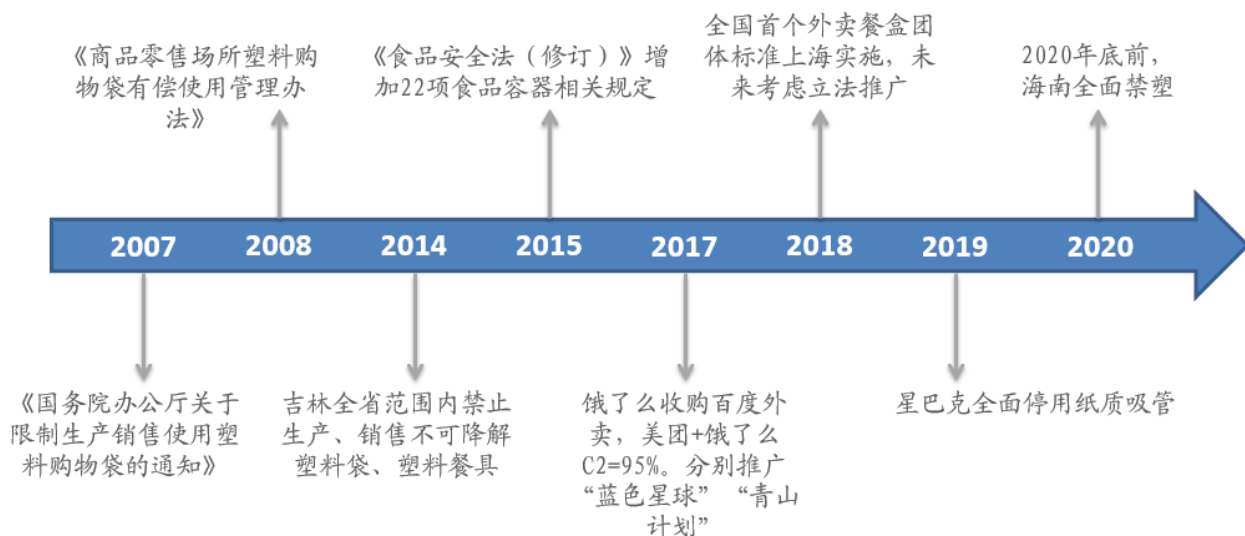 《商品零售场所塑料购
物袋有偿使用管理办
法》
《食品安全法（修订）》增
加22项食品容器相关规定
全国首个外卖餐盒团
体标准上海实施，未
来考虑立法推广
2020年底前，
海南全面禁塑
2007 2008 2014 2015 2017 2018 2019 2020
《国务院办公厅关于
限制生产销售使用塑
料购物袋的通知》
吉林全省范围内禁止
生产、销售不可降解
塑料袋、塑料餐具
饿了么收购百度外
卖，美团+饿了么
C2=95%。分别推广
“蓝色星球” “青山
计划”
星巴克全面停用纸质吸管